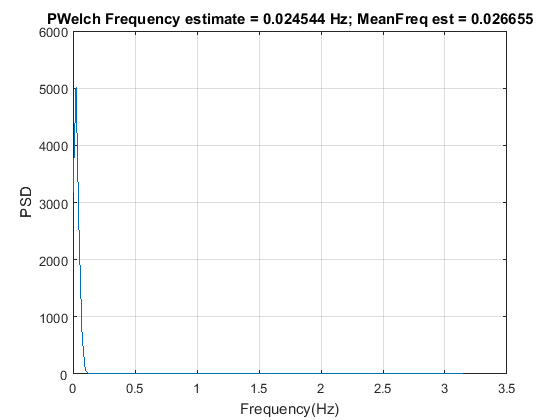 PWelch Frequency estimate = 0.024544 Hz; MeanFreq est = 0.026655
6000
5000
4000
3000
2000
1000
0
PSD
0 0.5 1 1.5 2 2.5 3 3.5
Frequency(Hz)